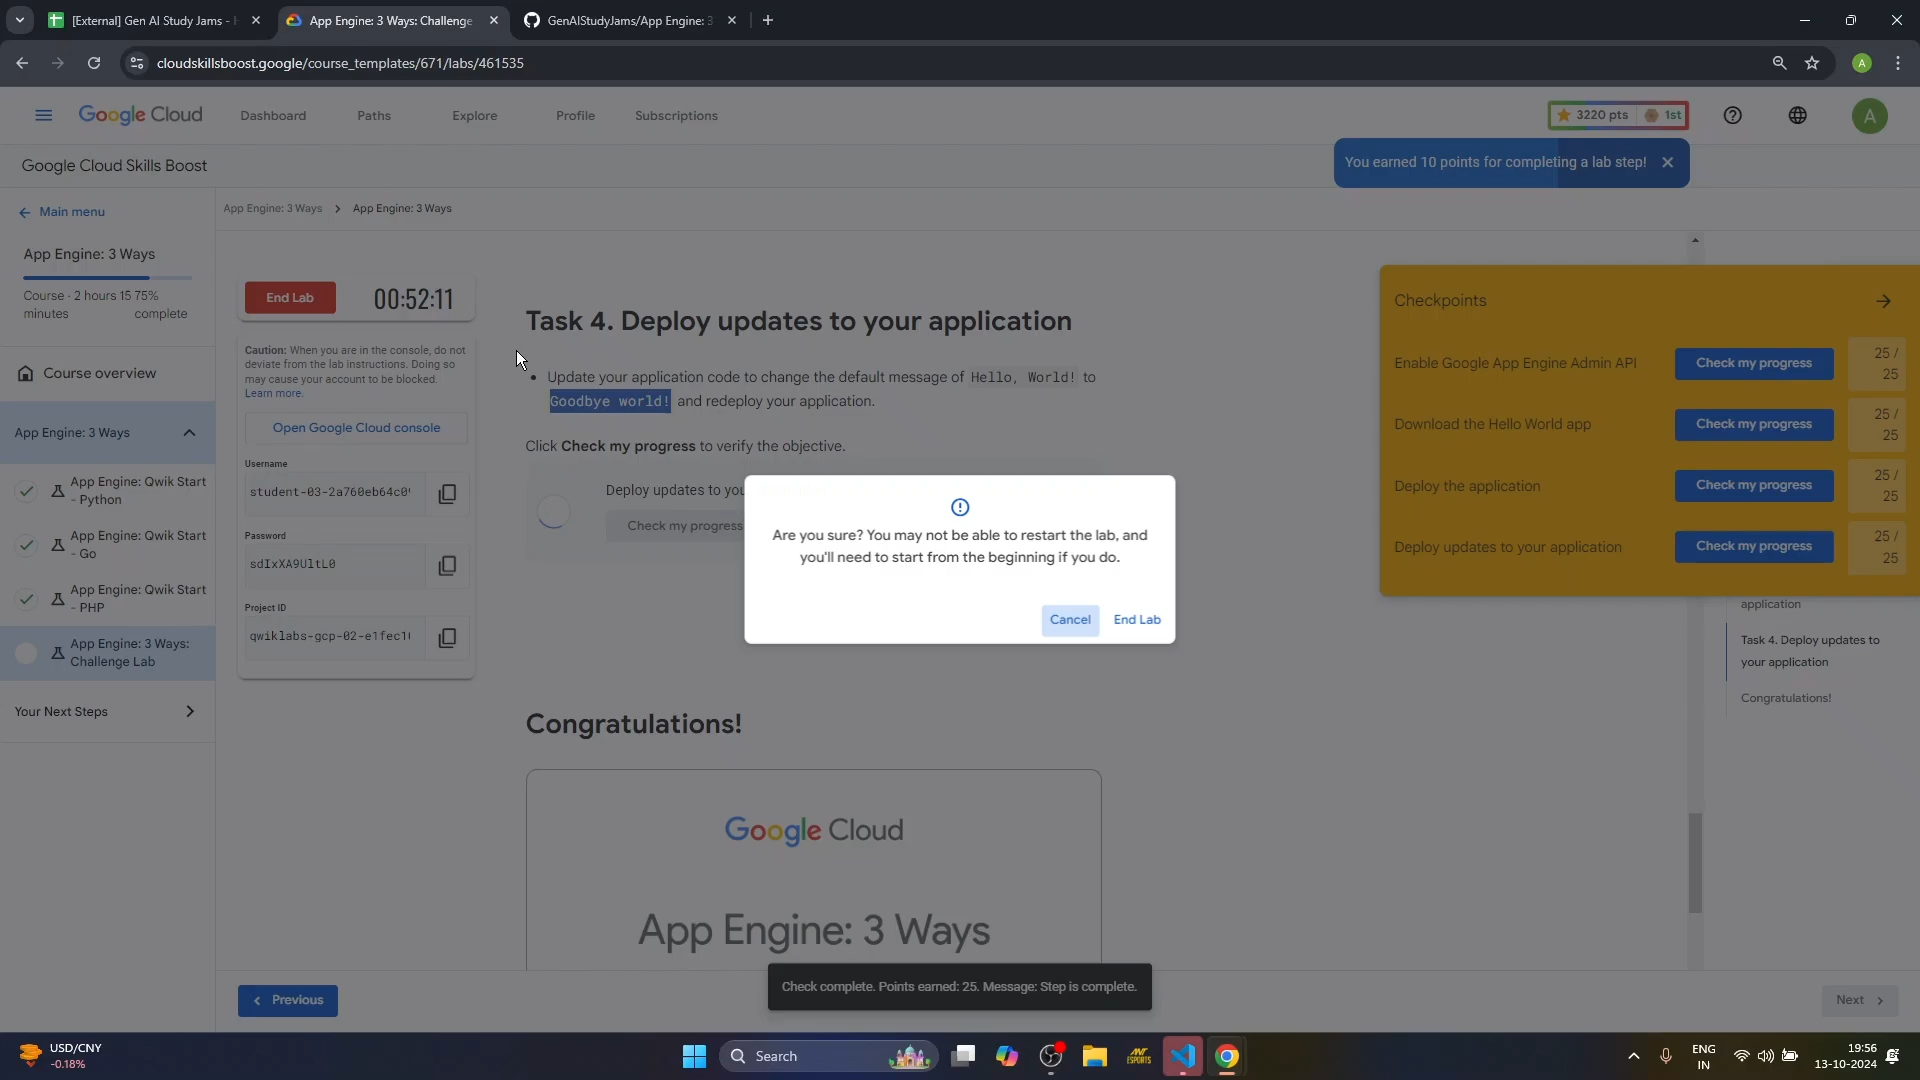 [External] Gen AI Study Jams -
App Engine: 3 Ways: Challenge
GenAIStudyJams/App Engine: 3
cloudskillsboost.google/course_templates/671/labs/461535
A
Google Cloud
Dashboard
Paths
Explore
Profile
Subscriptions
3220 pts
1st
A
Google Cloud Skills Boost
You earned 10 points for completing a lab step!
Main menu
App Engine: 3 Ways > App Engine: 3 Ways
App Engine: 3 Ways
Course · 2 hours 15 75%
minutes complete
Course overview
App Engine: 3 Ways
App Engine: Qwik Start
- Python
App Engine: Qwik Start
- Go
App Engine: Qwik Start
- PHP
App Engine: 3 Ways:
Challenge Lab
Your Next Steps
End Lab
00:52:11
Caution: When you are in the console, do not
deviate from the lab instructions. Doing so
may cause your account to be blocked.
Learn more.
Open Google Cloud console
Username
student-03-2a760eb64c0
Password
sdIxXA9UltL0
Project ID
qwiklabs-gcp-02-e1fec1
Task 4. Deploy updates to your application
• Update your application code to change the default message of Hello, World! to
Goodbye world! and redeploy your application.
Click Check my progress to verify the objective.
Deploy updates to you
Check my progress
Are you sure? You may not be able to restart the lab, and
you'll need to start from the beginning if you do.
Cancel
End Lab
Congratulations!
Google Cloud
App Engine: 3 Ways
Check complete. Points earned: 25. Message: Step is complete.
Previous
Next
Checkpoints
Enable Google App Engine Admin API
Check my progress
25 /
25
Download the Hello World app
Check my progress
25 /
25
Deploy the application
Check my progress
25 /
25
Deploy updates to your application
Check my progress
25 /
25
application
Task 4. Deploy updates to
your application
Congratulations!
USD/CNY
-0.18%
Search
ANT
ESPORTS
ENG
IN
19:56
13-10-2024